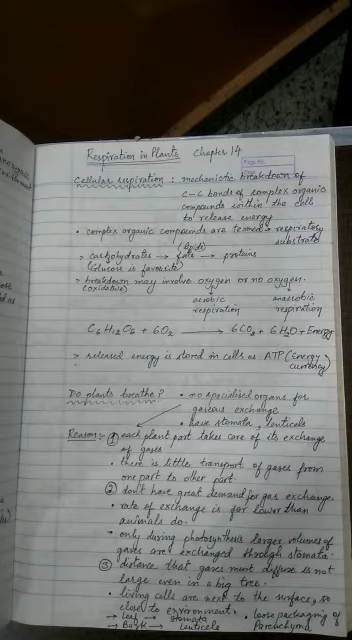 Respiration in Plants Chapter 14
Page No.
Cellular respiration : mechanistic breakdown of
C-C bonds of complex organic
compounds within the cell
to release energy
• complex organic compounds are termed → respiratory
substrate
(lipids)
> carbohydrates → fats → proteins
(Glucose is favourite)
> breakdown may involve oxygen or no oxygen.
(oxidative)
aerobic anaerobic
respiration respiration
C6H12O6 + 6O2 → 6CO2 + 6H2O + Energy
> released energy is stored in cells as ATP (Energy
currency)
Do plants breathe? • no specialised organs for
gaseous exchange
• have stomata, lenticels
Reason:- ① each plant part takes care of its exchange
of gases
• there is little transport of gases from
one part to other part.
② don't have great demand for gas exchange
• rate of exchange is far lower than
animals do.
• only during photosynthesis larger volumes of
gases are exchanged through stomata.
③ distance that gases must diffuse is not
large even in a big tree.
• living cells are next to the surface, so
close to environment. • loose packaging of
→ leaf → stomata Parenchyma
→ Bark → lenticels